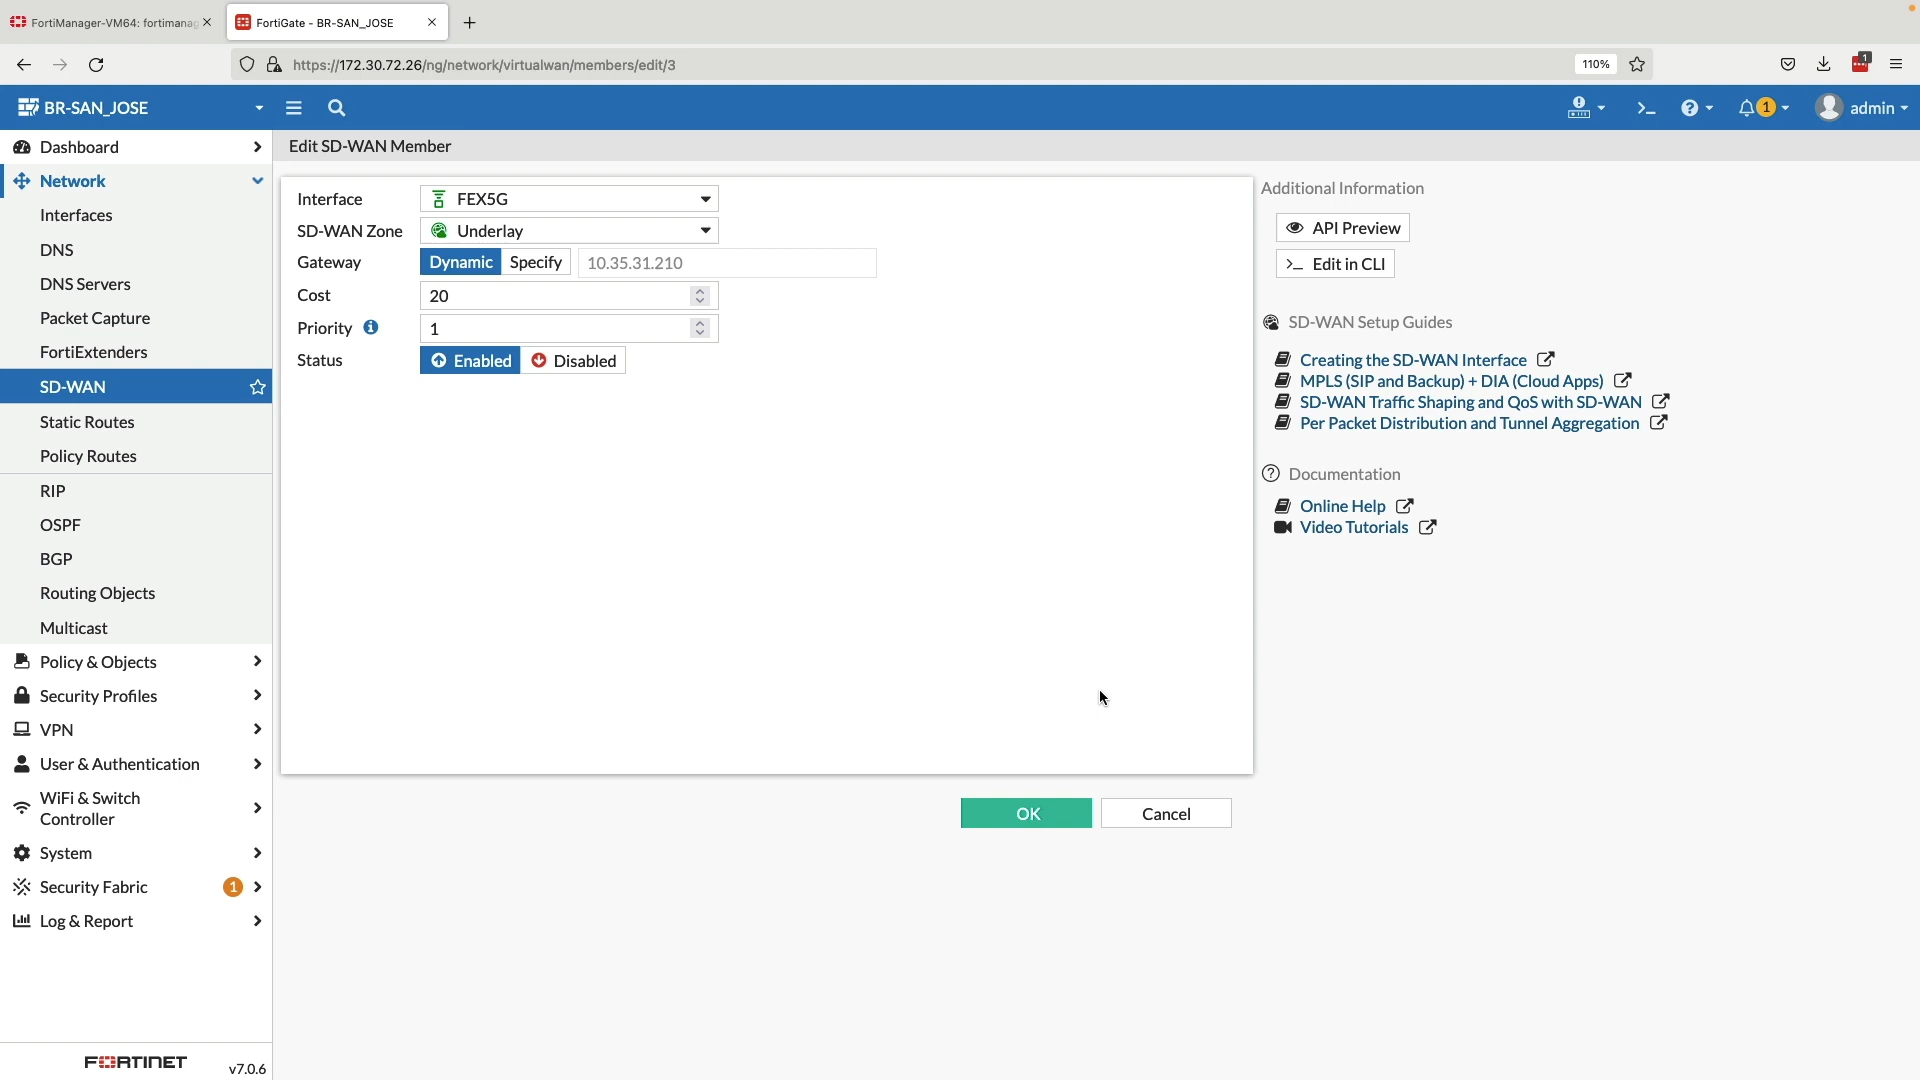 FortiManager-VM64: fortimanag
FortiGate - BR-SAN_JOSE
https://172.30.72.26/ng/network/virtualwan/members/edit/3
110%
1
BR-SAN_JOSE
1
admin
Dashboard
Network
Interfaces
DNS
DNS Servers
Packet Capture
FortiExtenders
SD-WAN
Static Routes
Policy Routes
RIP
OSPF
BGP
Routing Objects
Multicast
Policy & Objects
Security Profiles
VPN
User & Authentication
WiFi & Switch
Controller
System
Security Fabric 1
Log & Report
FORTINET v7.0.6
Edit SD-WAN Member
Interface FEX5G
SD-WAN Zone Underlay
Gateway Dynamic Specify 10.35.31.210
Cost 20
Priority 1
Status Enabled Disabled
OK Cancel
Additional Information
API Preview
>_ Edit in CLI
SD-WAN Setup Guides
Creating the SD-WAN Interface
MPLS (SIP and Backup) + DIA (Cloud Apps)
SD-WAN Traffic Shaping and QoS with SD-WAN
Per Packet Distribution and Tunnel Aggregation
Documentation
Online Help
Video Tutorials